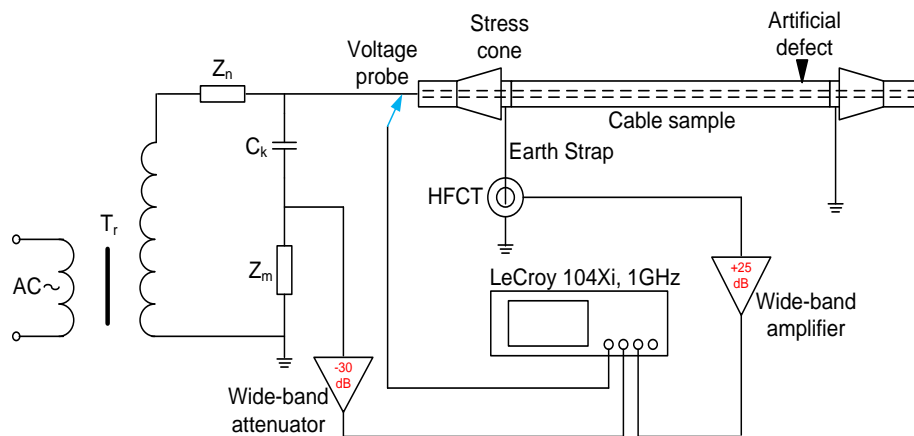 Stress
cone
Artificial
defect
Voltage
probe
Zn
Cable sample
Ck
Earth Strap
HFCT
Tr
Zm
AC~
LeCroy 104Xi, 1GHz
+25
dB
Wide-band
amplifier
-30
dB
Wide-band
attenuator